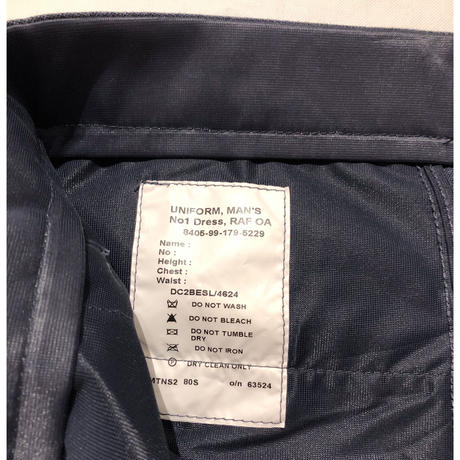 UNIFORM, MAN'S
No1 Dress, RAF OA
8405-99-179-5229
Name :
No :
Height :
Chest :
Waist :
DC2BESL/4624
DO NOT WASH
DO NOT BLEACH
DO NOT TUMBLE
DRY
DO NOT IRON
P DRY CLEAN ONLY
MTNS2 80S o/n 63524